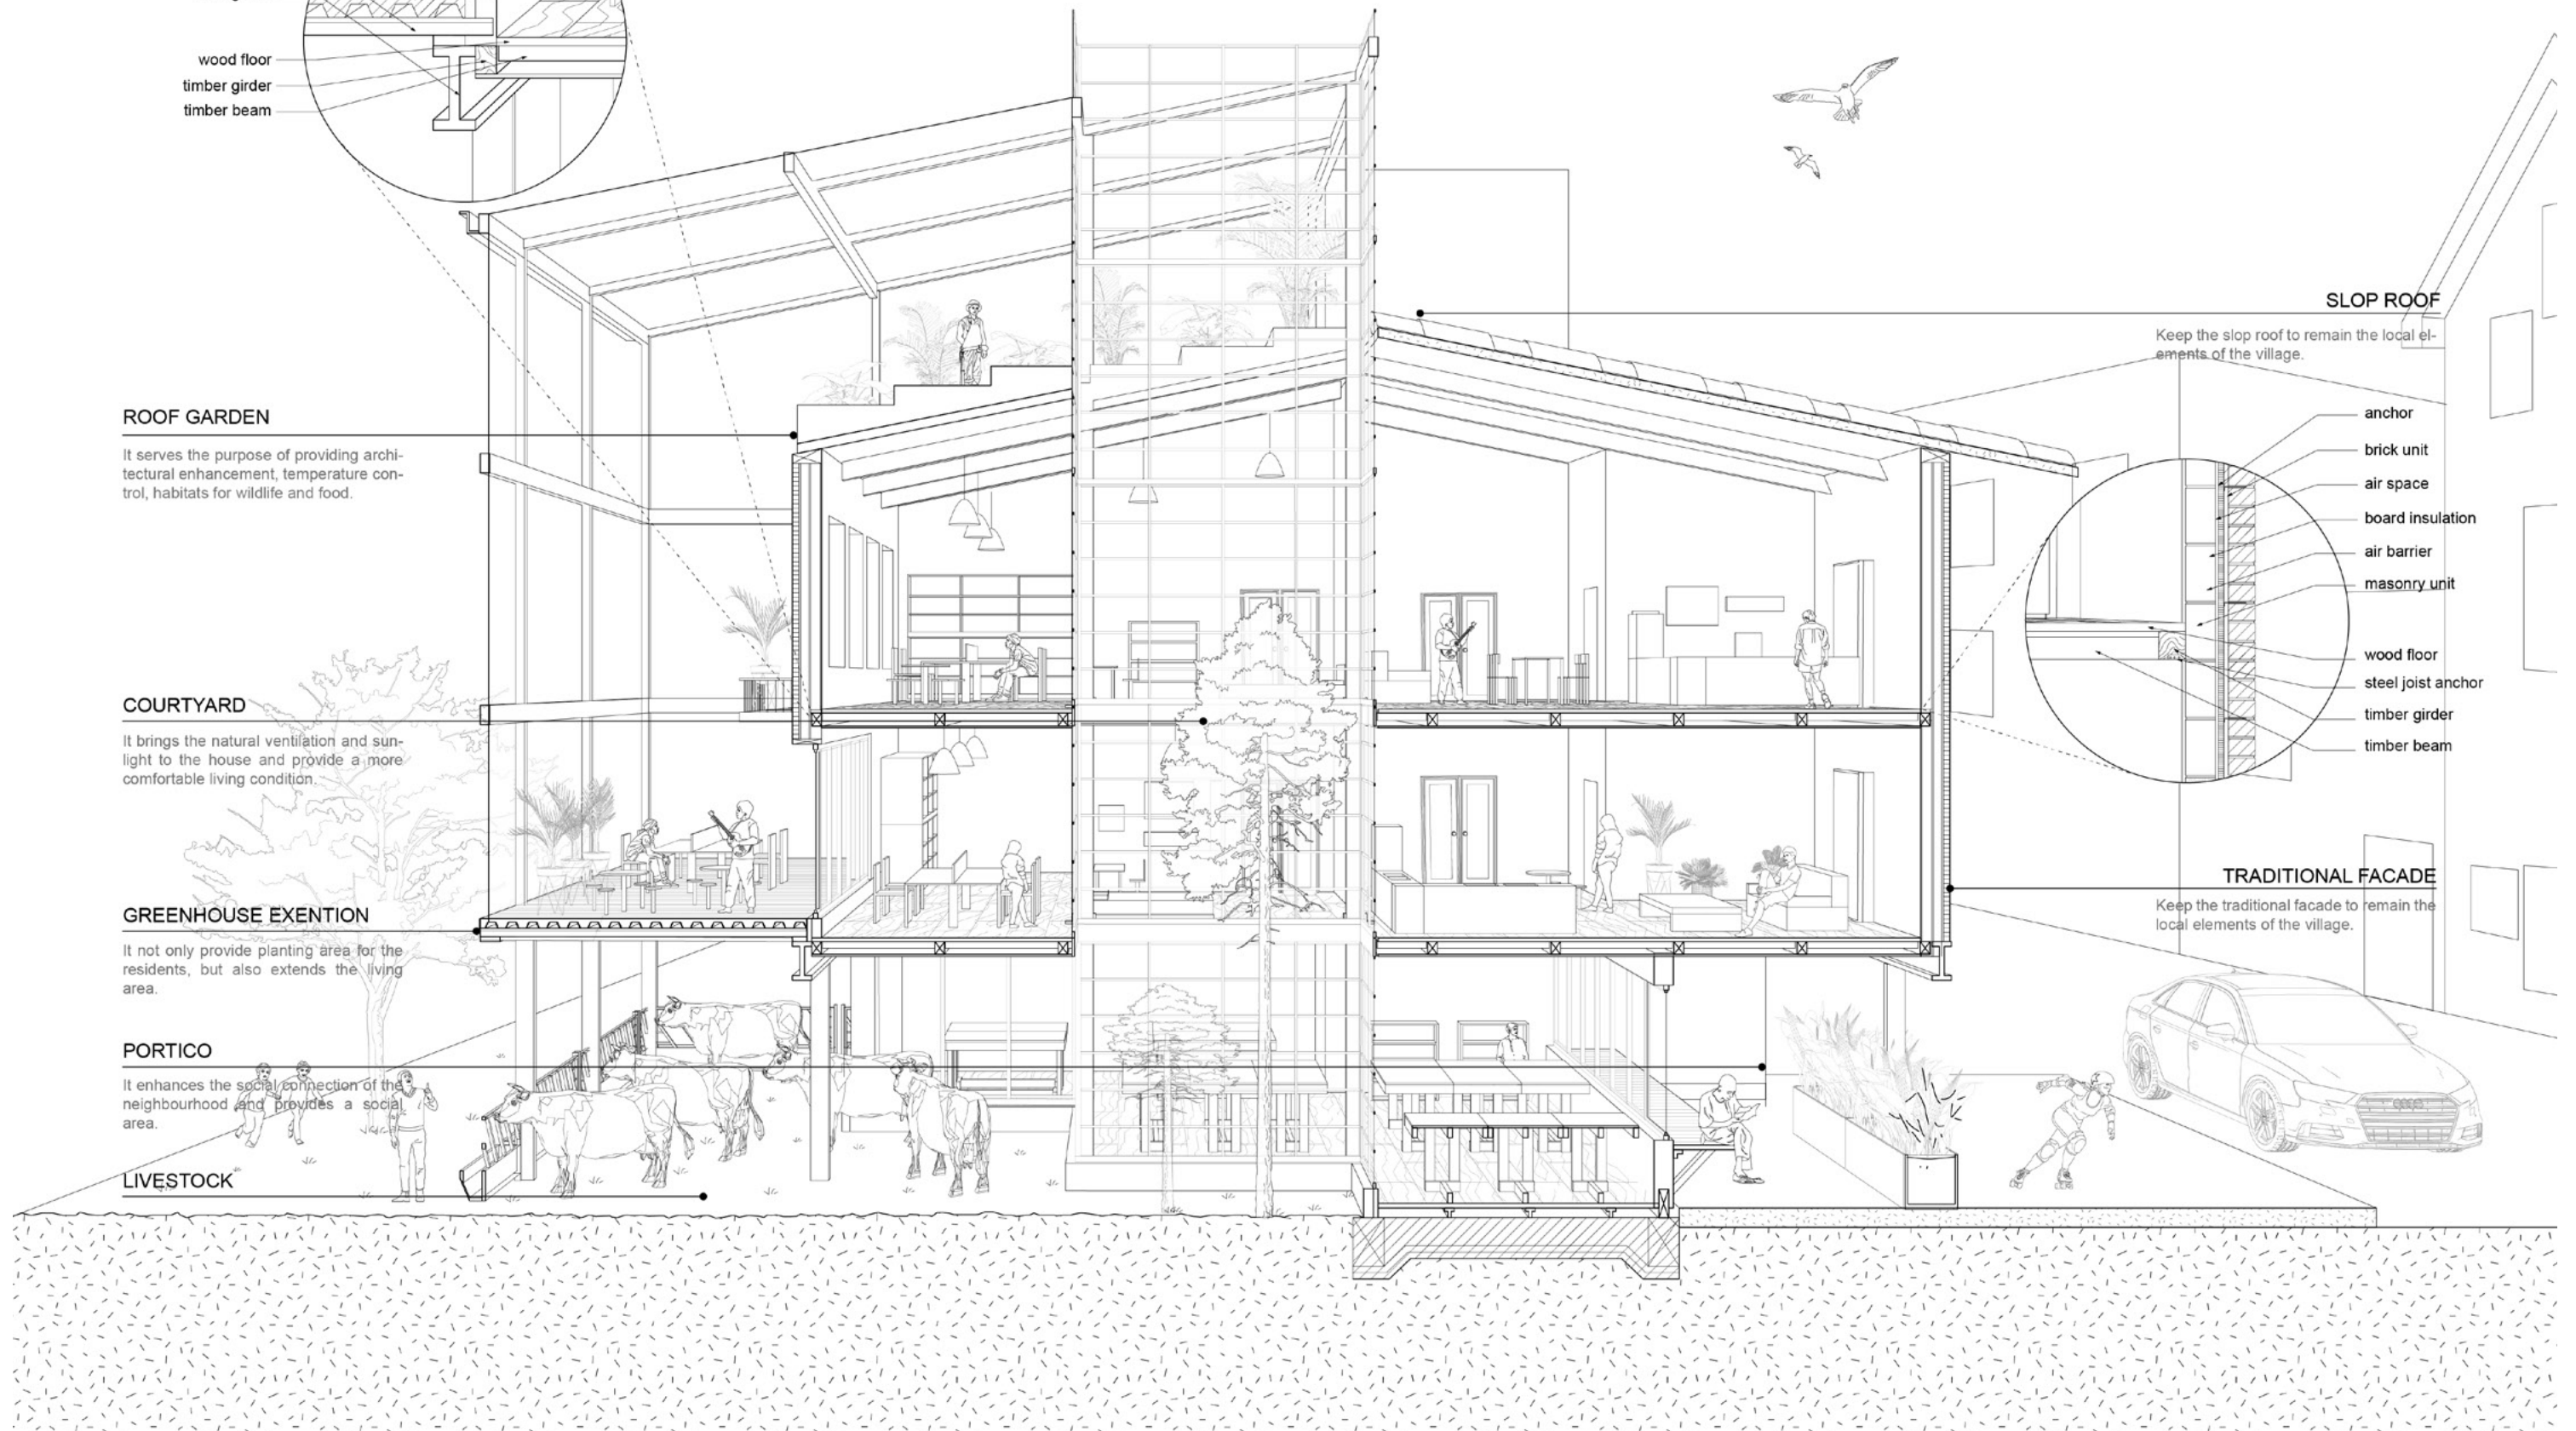 wood floor
timber girder
timber beam
ROOF GARDEN
It serves the purpose of providing archi-
tectural enhancement, temperature con-
trol, habitats for wildlife and food.
COURTYARD
It brings the natural ventilation and sun-
light to the house and provide a more
comfortable living condition.
GREENHOUSE EXENTION
It not only provide planting area for the
residents, but also extends the living
area.
PORTICO
It enhances the social connection of the
neighbourhood and provides a social
area.
LIVESTOCK
SLOP ROOF
Keep the slop roof to remain the local el-
ements of the village.
anchor
brick unit
air space
board insulation
air barrier
masonry unit
wood floor
steel joist anchor
timber girder
timber beam
TRADITIONAL FACADE
Keep the traditional facade to remain the
local elements of the village.